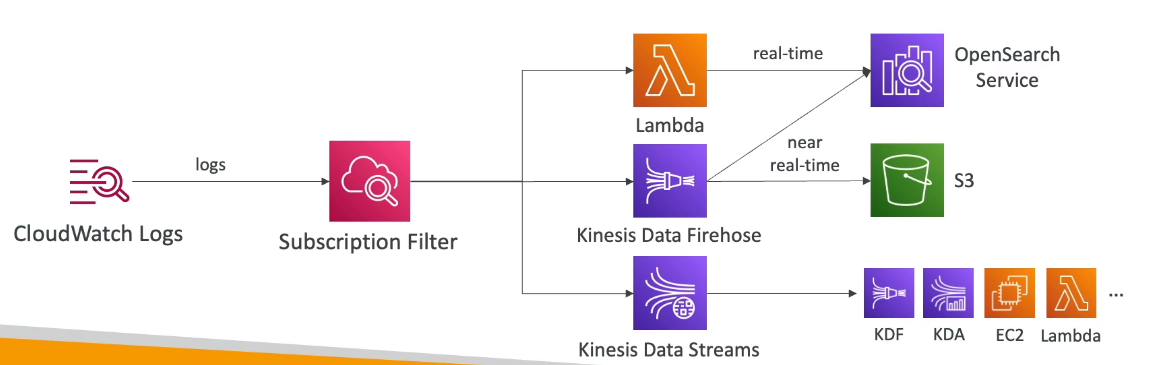 logs
CloudWatch Logs
Subscription Filter
Lambda
real-time
OpenSearch
Service
Kinesis Data Firehose
near
real-time
S3
Kinesis Data Streams
KDF
KDA
EC2
Lambda
...